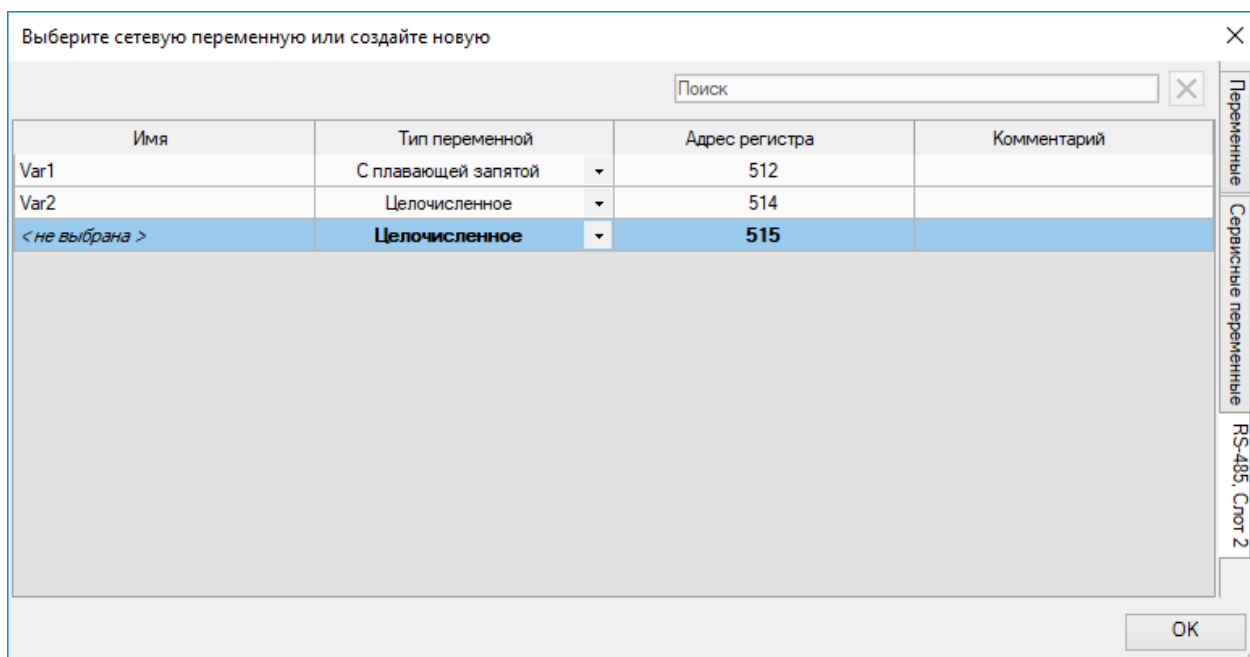 Выберите сетевую переменную или создайте новую
Поиск
Имя Тип переменной Адрес регистра Комментарий
Var1 С плавающей запятой 512
Var2 Целочисленное 514
< не выбрана > Целочисленное 515
Переменные
Сервисные переменные
RS-485, Слот 2
OK